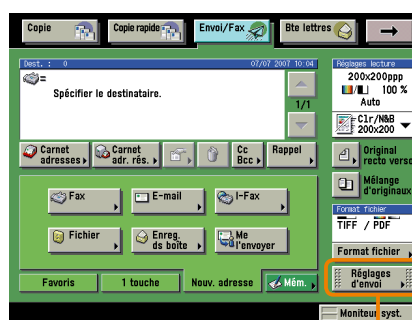 Copie
Copie rapide
Envoi/Fax
Bte lettres
Dest. : 0
07/07 2007 10:04
Spécifier le destinataire.
1/1
Carnet adresses
Carnet adr. rés.
Cc
Bcc
Rappel
Fax
E-mail
I-Fax
Fichier
Enreg. ds boîte
Me l'envoyer
Favoris
1 touche
Nouv. adresse
Mém.
Réglages lecture
200x200ppp
100 %
Auto
Clr/N&B
200x200
Original
recto verso
Mélange
d'originaux
Format fichier
TIFF / PDF
Format fichier
Réglages
d'envoi
Moniteur syst.